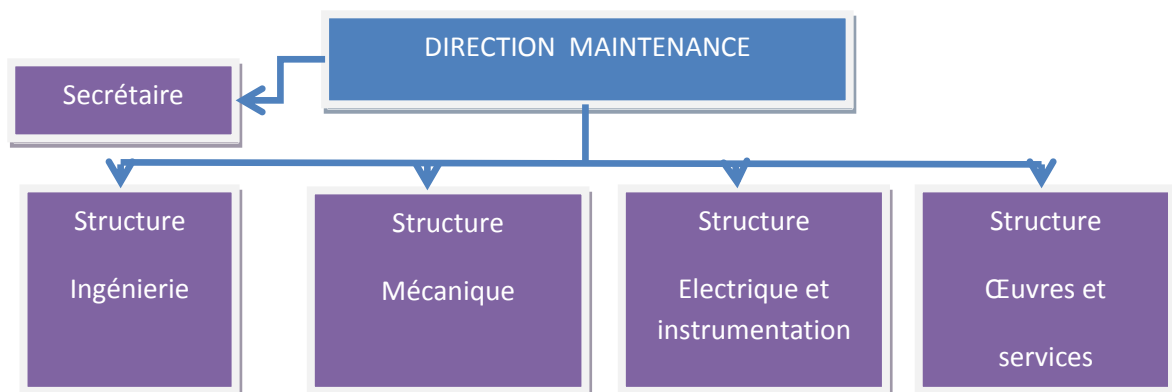 DIRECTION MAINTENANCE
Secrétaire
Structure
Ingénierie
Structure
Mécanique
Structure
Electrique et
instrumentation
Structure
Œuvres et
services